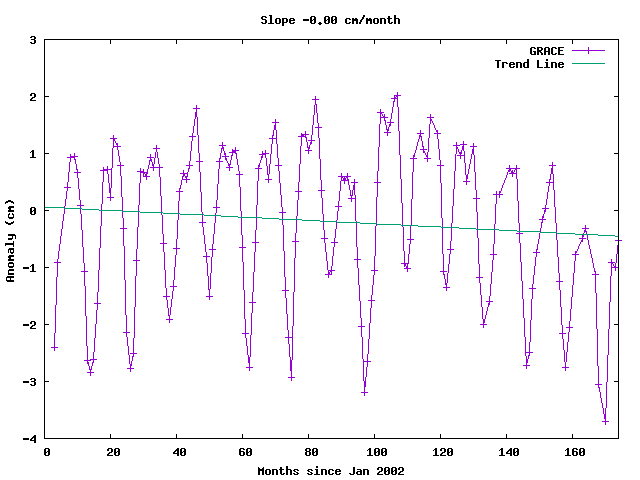 Slope -0.00 cm/month
3
GRACE
Trend Line
2
1
0
-1
-2
-3
-4
Anomaly (cm)
0 20 40 60 80 100 120 140 160
Months since Jan 2002